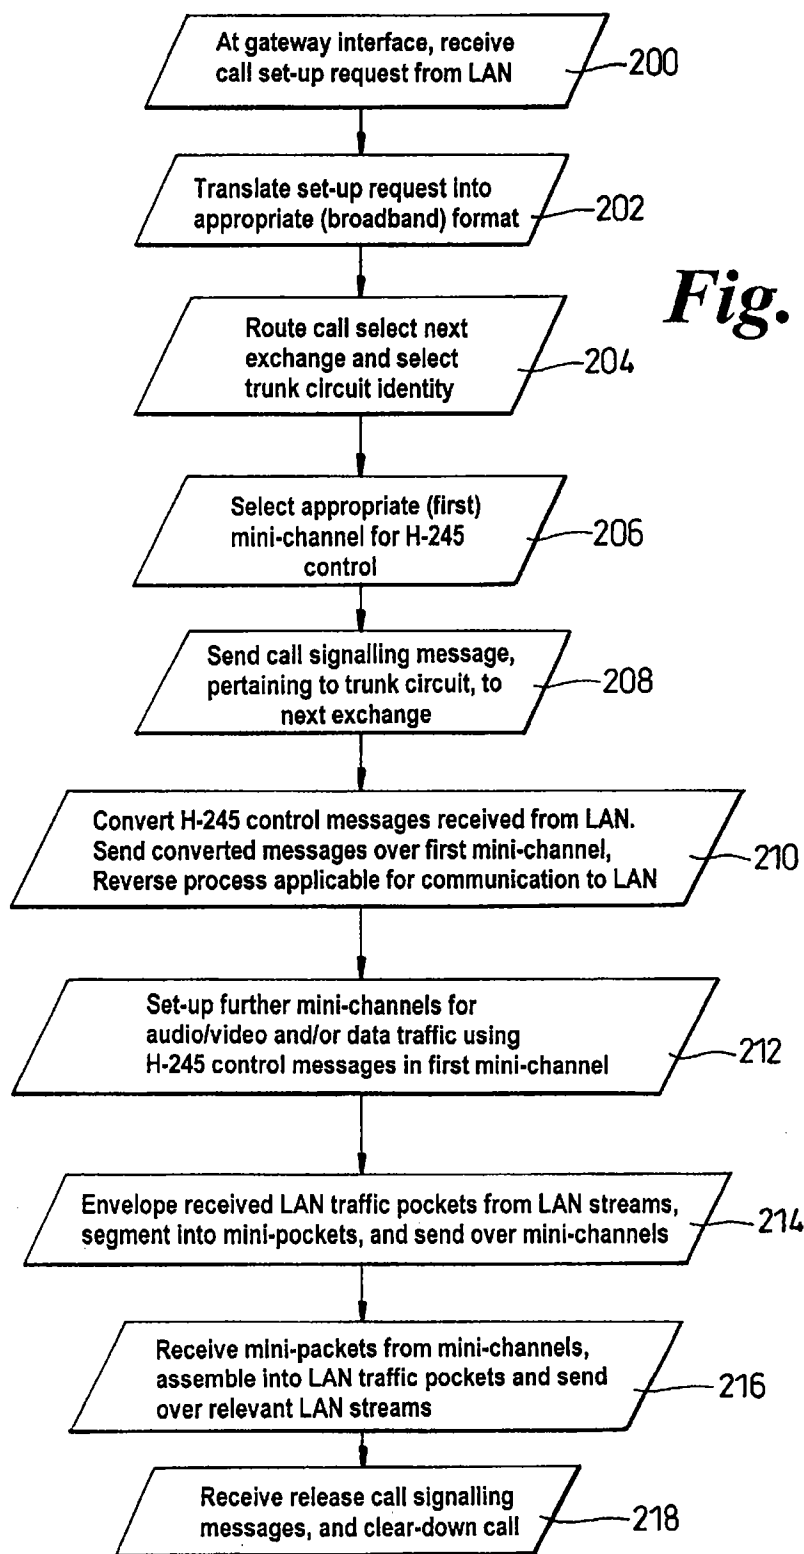 At gateway interface, receive
call set-up request from LAN
200
Translate set-up request into
appropriate (broadband) format
202
Fig.
Route call select next
exchange and select
trunk circuit identity
204
Select appropriate (first)
mini-channel for H-245
control
206
Send call signalling message,
pertaining to trunk circuit, to
next exchange
208
Convert H-245 control messages received from LAN.
Send converted messages over first mini-channel,
Reverse process applicable for communication to LAN
210
Set-up further mini-channels for
audio/video and/or data traffic using
H-245 control messages in first mini-channel
212
Envelope received LAN traffic pockets from LAN streams,
segment into mini-pockets, and send over mini-channels
214
Receive mini-packets from mini-channels,
assemble into LAN traffic pockets and send
over relevant LAN streams
216
Receive release call signalling
messages, and clear-down call
218